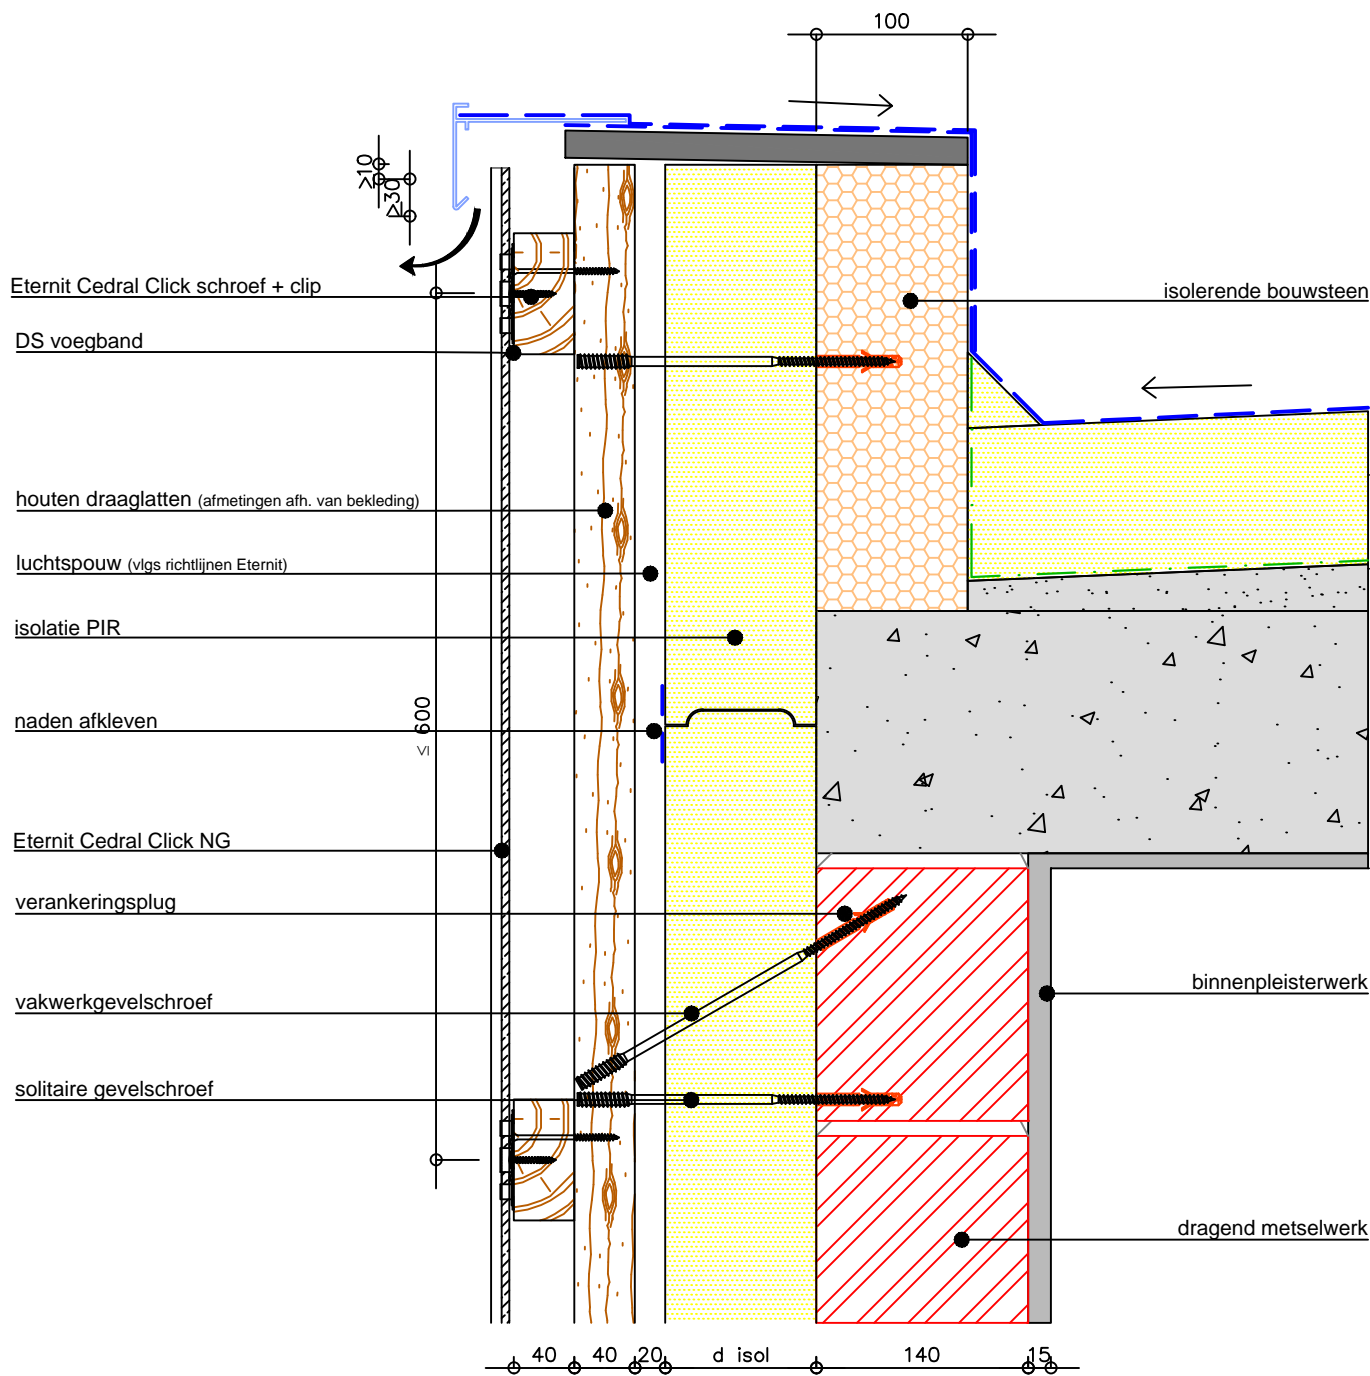 100
≥10
≥30
Eternit Cedral Click schroef + clip
isolerende bouwsteen
DS voegband
houten draaglatten (afmetingen afh. van bekleding)
luchtspouw (vlgs richtlijnen Eternit)
isolatie PIR
naden afkleven
≤ 600
Eternit Cedral Click NG
verankeringsplug
binnenpleisterwerk
vakwerkgevelschroef
solitaire gevelschroef
dragend metselwerk
40 40 20 d isol 140 15